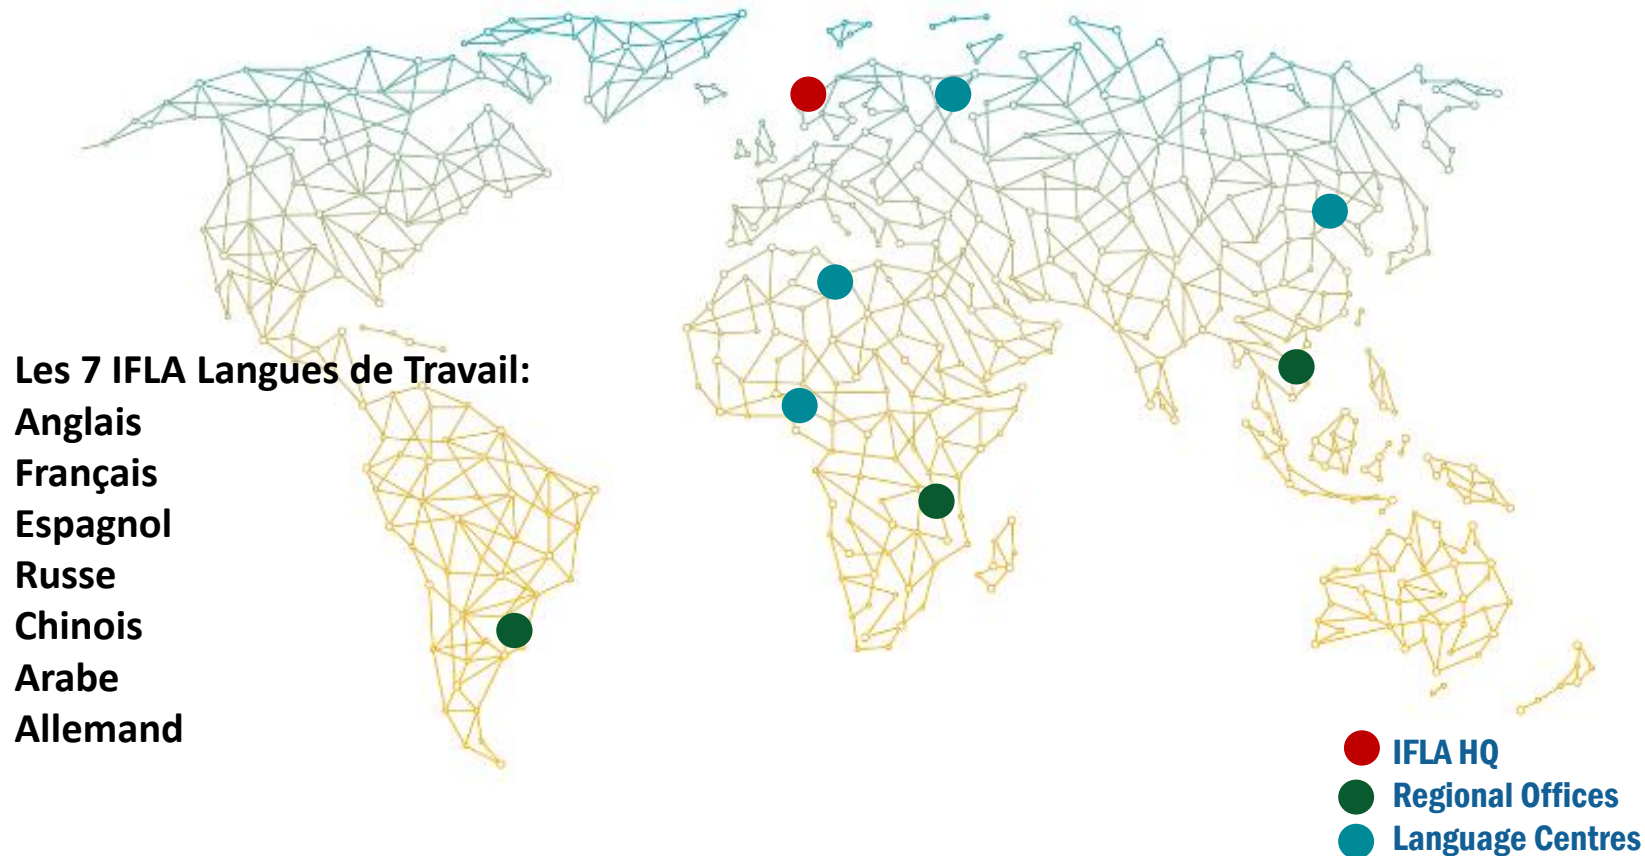 Les 7 IFLA Langues de Travail:
Anglais
Français
Espagnol
Russe
Chinois
Arabe
Allemand
IFLA HQ
Regional Offices
Language Centres